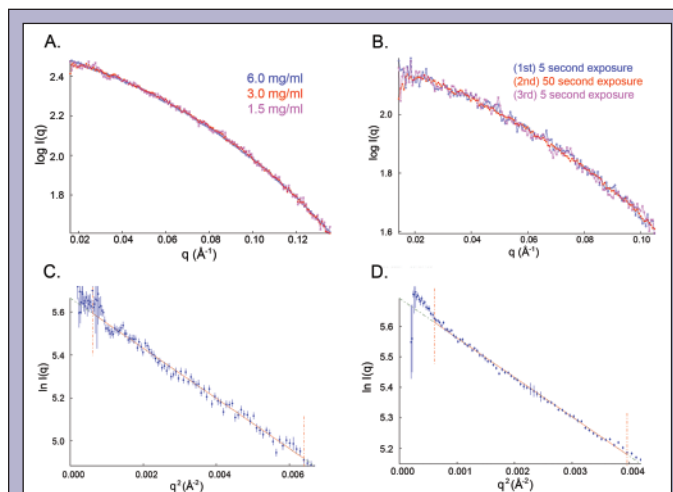 A.
6.0 mg/ml
3.0 mg/ml
1.5 mg/ml
log I(q)
2.4
2.2
2.0
1.8
0.02 0.04 0.06 0.08 0.10 0.12
q (Å-1)
B.
(1st) 5 second exposure
(2nd) 50 second exposure
(3rd) 5 second exposure
log I(q)
2.0
1.8
1.6
0.02 0.04 0.06 0.08 0.10
q (Å-1)
C.
ln I(q)
5.6
5.4
5.2
5.0
0.000 0.002 0.004 0.006
q2(Å-2)
D.
ln I(q)
5.6
5.6
5.4
5.2
0.000 0.001 0.002 0.003 0.004
q2(Å-2)